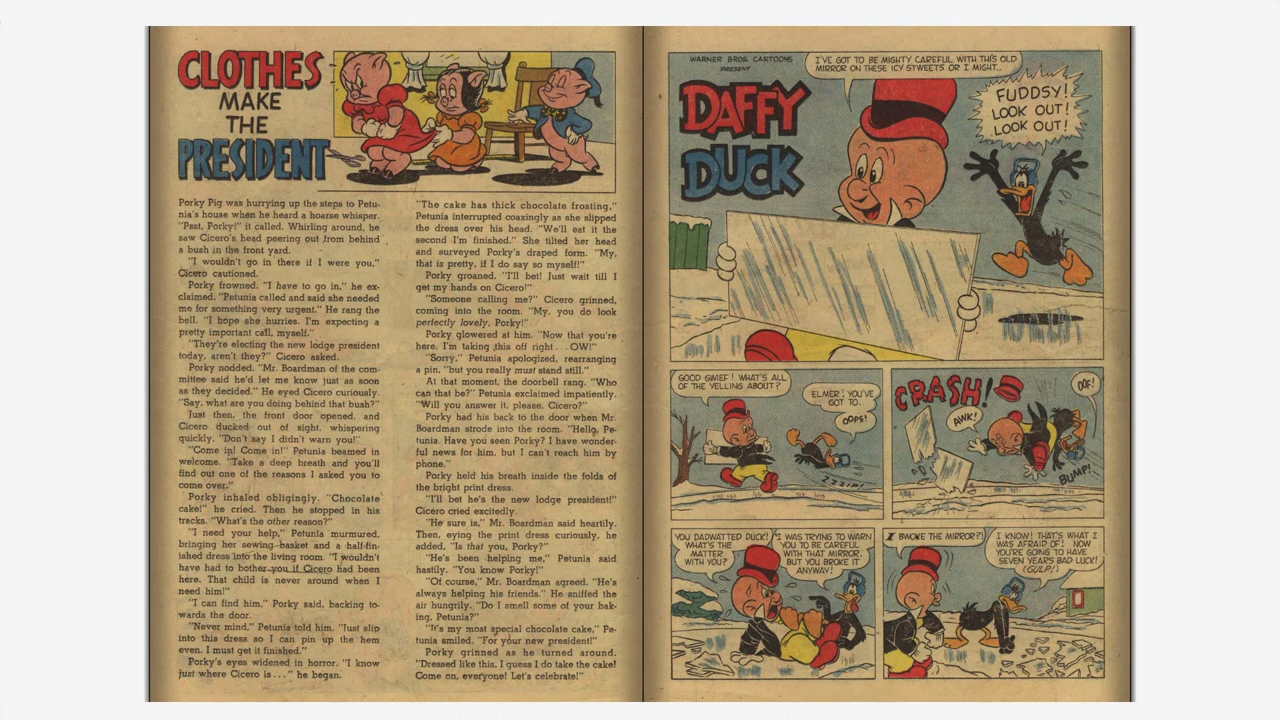 CLOTHES
MAKE
THE
PRESIDENT
Porky Pig was hurrying up the steps to Petu-
nia's house when he heard a hoarse whisper.
"Psst, Porky!" it called. Whirling around, he
saw Cicero's head peering out from behind
a bush in the front yard.
"I wouldn't go in there if I were you,"
Cicero cautioned.
Porky frowned. "I have to go in," he ex-
claimed. "Petunia called and said she needed
me for something very urgent." He rang the
bell. "I hope she hurries. I'm expecting a
pretty important call, myself."
"They're electing the new lodge president
today, aren't they?" Cicero asked.
Porky nodded. "Mr. Boardman of the com-
mittee said he'd let me know just as soon
as they decided." He eyed Cicero curiously.
"Say, what are you doing behind that bush?"
Just then, the front door opened, and
Cicero ducked out of sight, whispering
quickly, "Don't say I didn't warn you!"
"Come in! Come in!" Petunia beamed in
welcome. "Take a deep breath and you'll
find out one of the reasons I asked you to
come over."
Porky inhaled obligingly. "Chocolate
cake!" he cried. Then he stopped in his
tracks. "What's the other reason?"
"I need your help," Petunia murmured,
bringing her sewing basket and a half-fin-
ished dress into the living room. "I wouldn't
have had to bother you if Cicero had been
here. That child is never around when I
need him!"
"I can find him," Porky said, backing to-
wards the door.
"Never mind," Petunia told him. "Just slip
into this dress so I can pin up the hem
even. I must get it finished."
Porky's eyes widened in horror. "I know
just where Cicero is . . ." he began.
"The cake has thick chocolate frosting,"
Petunia interrupted coaxingly as she slipped
the dress over his head. "We'll eat it the
second I'm finished." She tilted her head
and surveyed Porky's draped form. "My,
that is pretty, if I do say so myself!"
Porky groaned. "I'll bet! Just wait till I
get my hands on Cicero!"
"Someone calling me?" Cicero grinned,
coming into the room. "My, you do look
perfectly lovely, Porky!"
Porky glowered at him. "Now that you're
here, I'm taking this off right . . . OW!"
"Sorry," Petunia apologized, rearranging
a pin, "but you really must stand still."
At that moment, the doorbell rang. "Who
can that be?" Petunia exclaimed impatiently.
"Will you answer it, please, Cicero?"
Porky had his back to the door when Mr.
Boardman strode into the room. "Hello, Pe-
tunia. Have you seen Porky? I have wonder-
ful news for him, but I can't reach him by
phone."
Porky held his breath inside the folds of
the bright print dress.
"I'll bet he's the new lodge president!"
Cicero cried excitedly.
"He sure is," Mr. Boardman said heartily.
Then, eying the print dress curiously, he
added, "Is that you, Porky?"
"He's been helping me," Petunia said
hastily. "You know Porky!"
"Of course," Mr. Boardman agreed. "He's
always helping his friends." He sniffed the
air hungrily. "Do I smell some of your bak-
ing, Petunia?"
"It's my most special chocolate cake," Pe-
tunia smiled. "For your new president!"
Porky grinned as he turned around.
"Dressed like this, I guess I do take the cake!
Come on, everyone! Let's celebrate!"
WARNER BROS. CARTOONS
PRESENT
DAFFY
DUCK
I'VE GOT TO BE MIGHTY CAREFUL WITH THIS OLD
MIRROR ON THESE ICY STWEETS OR I MIGHT..
FUDDSY!
LOOK OUT!
LOOK OUT!
GOOD GWIEF! WHAT'S ALL
OF THE YELLING ABOUT?
ELMER! YOU'VE
GOT TO..
OOPS!
ZZZIP!
CRASH!
AWK!
OOF!
BUMP!
YOU DADWATTED DUCK!
WHAT'S THE
MATTER
WITH YOU?
I WAS TRYING TO WARN
YOU TO BE CAREFUL
WITH THAT MIRROR,
BUT YOU BROKE IT
ANYWAY!
I BWOKE THE MIRROR?!
I KNOW! THAT'S WHAT I
WAS AFRAID OF! NOW
YOU'RE GOING TO HAVE
SEVEN YEARS BAD LUCK!
(GULP!)